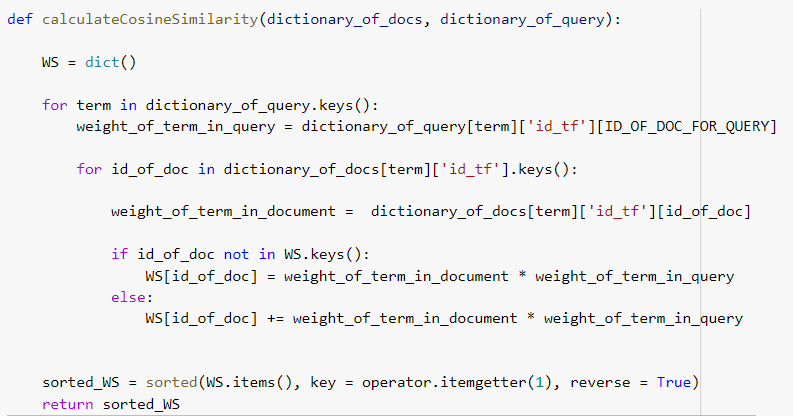 def calculateCosineSimilarity(dictionary_of_docs, dictionary_of_query):
WS = dict()
for term in dictionary_of_query.keys():
weight_of_term_in_query = dictionary_of_query[term]['id_tf'][ID_OF_DOC_FOR_QUERY]
for id_of_doc in dictionary_of_docs[term]['id_tf'].keys():
weight_of_term_in_document =  dictionary_of_docs[term]['id_tf'][id_of_doc]
if id_of_doc not in WS.keys():
WS[id_of_doc] = weight_of_term_in_document * weight_of_term_in_query
else:
WS[id_of_doc] += weight_of_term_in_document * weight_of_term_in_query
sorted_WS = sorted(WS.items(), key = operator.itemgetter(1), reverse = True)
return sorted_WS